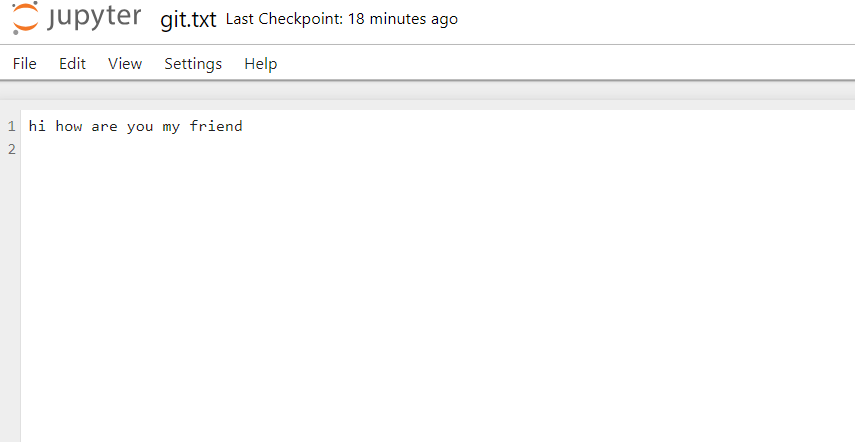 jupyter git.txt Last Checkpoint: 18 minutes ago
File Edit View Settings Help
1 hi how are you my friend
2